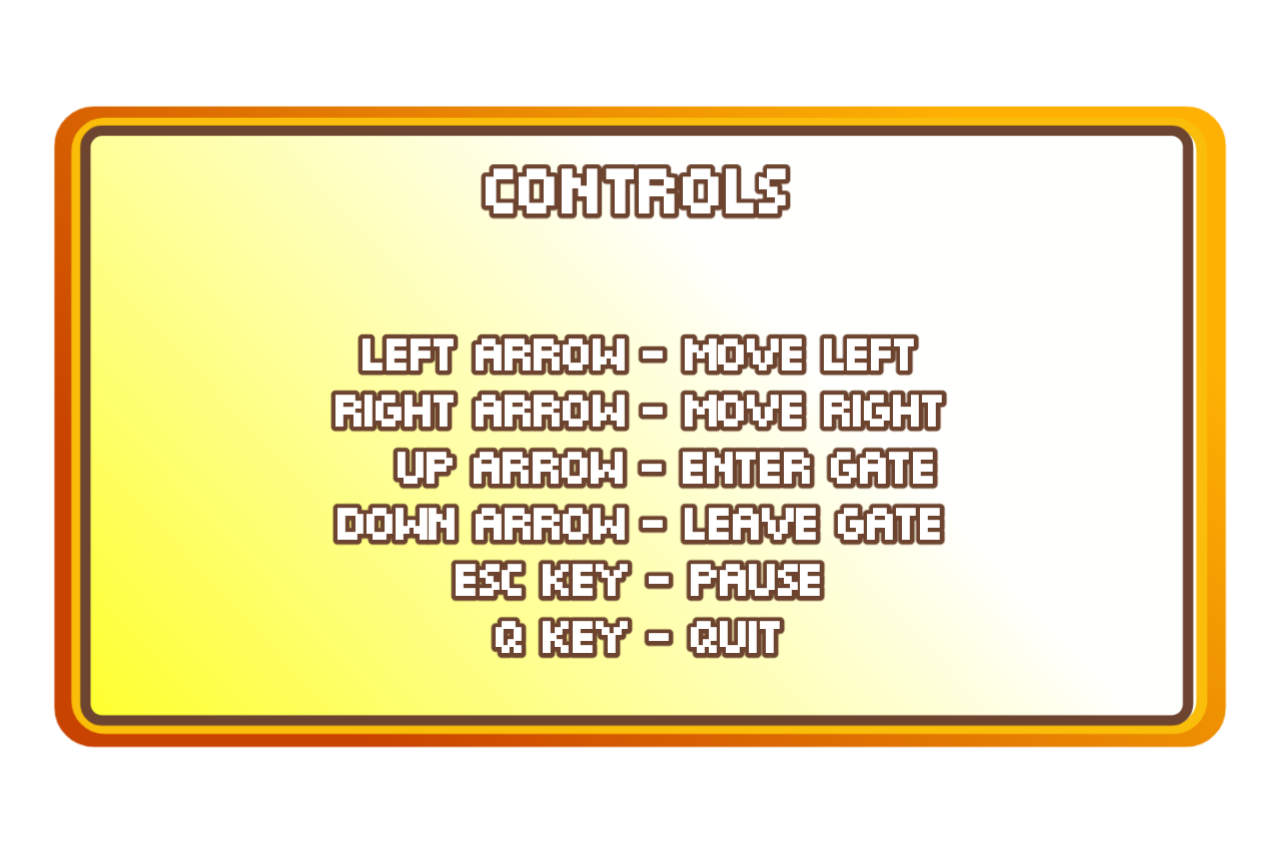 CONTROLS
LEFT ARROW - MOVE LEFT
RIGHT ARROW - MOVE RIGHT
UP ARROW - ENTER GATE
DOWN ARROW - LEAVE GATE
ESC KEY - PAUSE
Q KEY - QUIT